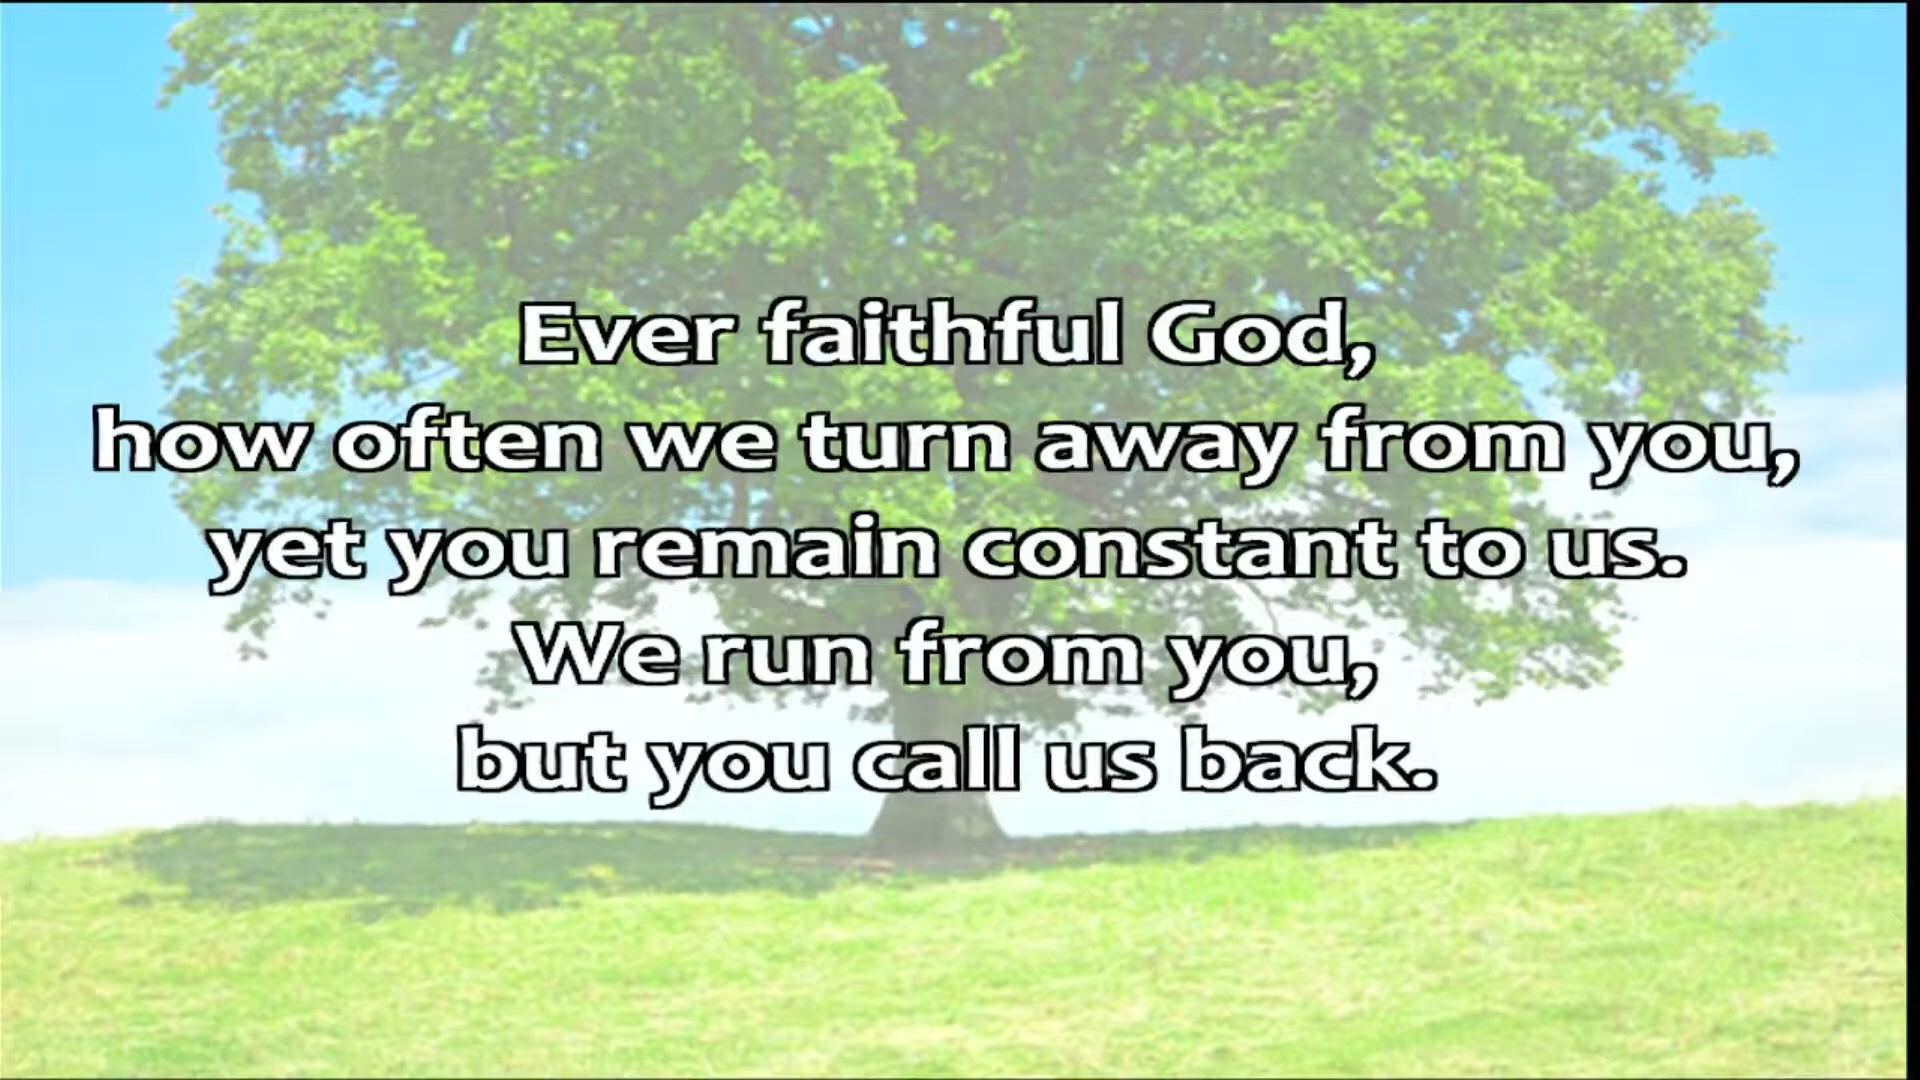 Ever faithful God,
how often we turn away from you,
yet you remain constant to us.
We run from you,
but you call us back.